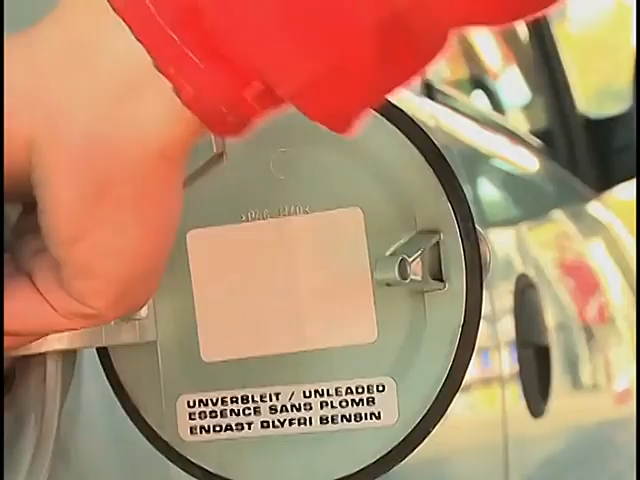 UNVERBLEIT / UNLEADED
ESSENCE SANS PLOMB
ENDAST BLYFRI BENSIN